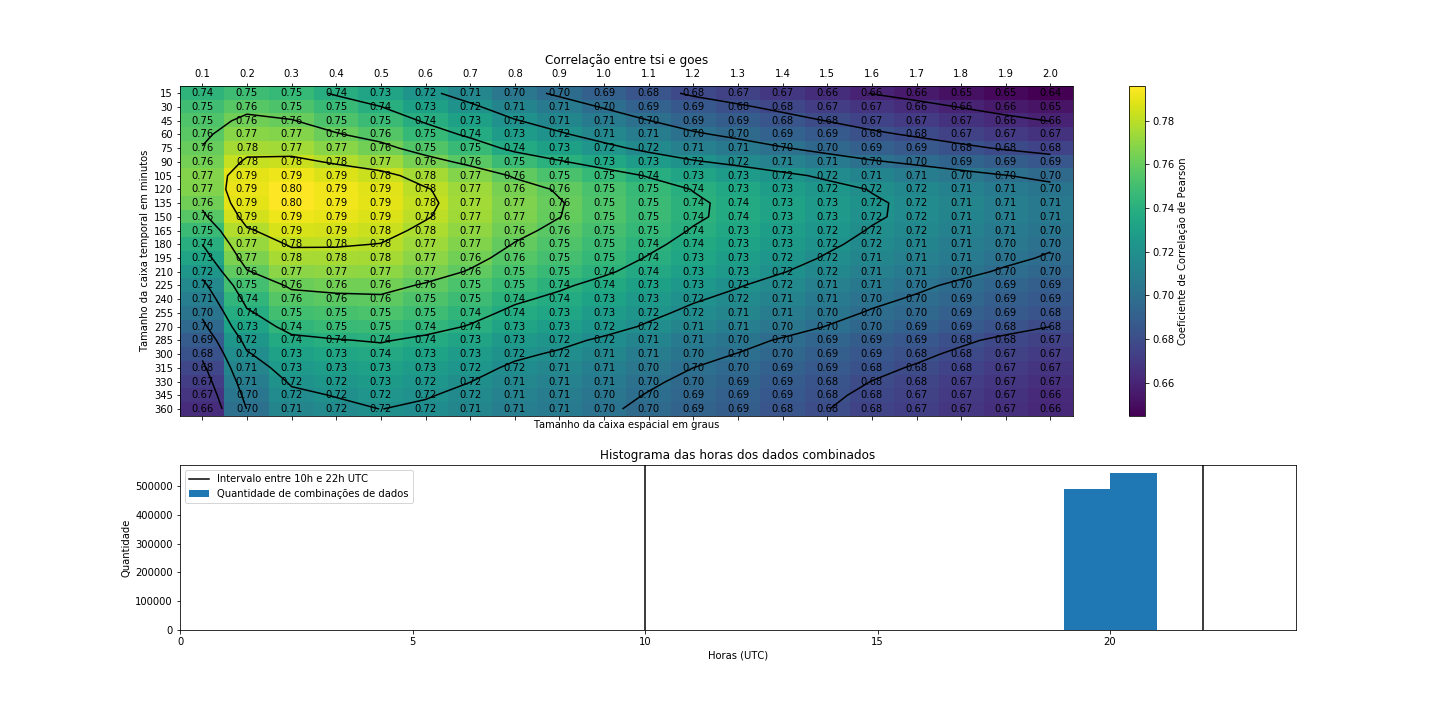 Correlação entre tsi e goes
0.1 0.2 0.3 0.4 0.5 0.6 0.7 0.8 0.9 1.0 1.1 1.2 1.3 1.4 1.5 1.6 1.7 1.8 1.9 2.0
15 0.74 0.75 0.75 0.74 0.73 0.72 0.71 0.70 0.70 0.69 0.68 0.68 0.67 0.67 0.66 0.66 0.66 0.65 0.65 0.64
30 0.75 0.76 0.75 0.75 0.74 0.73 0.72 0.71 0.71 0.70 0.69 0.69 0.68 0.68 0.67 0.67 0.66 0.66 0.66 0.65
45 0.75 0.76 0.76 0.75 0.75 0.74 0.73 0.72 0.71 0.71 0.70 0.69 0.69 0.68 0.68 0.67 0.67 0.67 0.66 0.66
60 0.76 0.77 0.77 0.76 0.76 0.75 0.74 0.73 0.72 0.71 0.71 0.70 0.70 0.69 0.69 0.68 0.68 0.67 0.67 0.67
75 0.76 0.78 0.77 0.77 0.76 0.75 0.75 0.74 0.73 0.72 0.72 0.71 0.71 0.70 0.70 0.69 0.69 0.68 0.68 0.68
90 0.76 0.78 0.78 0.78 0.77 0.76 0.76 0.75 0.74 0.73 0.73 0.72 0.72 0.71 0.71 0.70 0.70 0.69 0.69 0.69
105 0.77 0.79 0.79 0.79 0.78 0.78 0.77 0.76 0.75 0.75 0.74 0.73 0.73 0.72 0.72 0.71 0.71 0.71 0.70 0.70
120 0.77 0.79 0.80 0.79 0.79 0.78 0.77 0.76 0.76 0.75 0.75 0.74 0.73 0.73 0.72 0.72 0.72 0.71 0.71 0.70
135 0.76 0.79 0.80 0.79 0.79 0.78 0.77 0.77 0.76 0.75 0.75 0.74 0.74 0.73 0.73 0.72 0.72 0.71 0.71 0.71
150 0.76 0.79 0.79 0.79 0.79 0.78 0.77 0.77 0.76 0.75 0.75 0.74 0.74 0.73 0.73 0.72 0.72 0.71 0.71 0.71
165 0.75 0.78 0.79 0.79 0.79 0.78 0.77 0.76 0.76 0.75 0.75 0.74 0.73 0.73 0.72 0.72 0.71 0.71 0.71 0.70
180 0.74 0.77 0.78 0.78 0.78 0.77 0.77 0.76 0.75 0.75 0.74 0.74 0.73 0.73 0.72 0.72 0.71 0.71 0.70 0.70
195 0.73 0.77 0.78 0.78 0.78 0.77 0.76 0.76 0.75 0.75 0.74 0.73 0.73 0.72 0.72 0.71 0.71 0.71 0.70 0.70
210 0.72 0.76 0.77 0.77 0.77 0.76 0.76 0.75 0.75 0.74 0.74 0.73 0.73 0.72 0.72 0.71 0.71 0.70 0.70 0.70
225 0.72 0.75 0.76 0.76 0.76 0.76 0.75 0.75 0.74 0.74 0.73 0.73 0.72 0.72 0.71 0.71 0.70 0.70 0.69 0.69
240 0.71 0.74 0.76 0.76 0.76 0.75 0.75 0.74 0.74 0.73 0.73 0.72 0.72 0.71 0.71 0.70 0.70 0.69 0.69 0.69
255 0.70 0.74 0.75 0.75 0.75 0.75 0.74 0.74 0.73 0.73 0.72 0.72 0.71 0.71 0.70 0.70 0.70 0.69 0.69 0.68
270 0.70 0.73 0.74 0.75 0.75 0.74 0.74 0.73 0.73 0.72 0.72 0.71 0.71 0.70 0.70 0.70 0.69 0.69 0.68 0.68
285 0.69 0.72 0.74 0.74 0.74 0.74 0.73 0.73 0.72 0.72 0.71 0.71 0.70 0.70 0.69 0.69 0.69 0.68 0.68 0.67
300 0.68 0.72 0.73 0.73 0.74 0.73 0.73 0.72 0.72 0.71 0.71 0.70 0.70 0.70 0.69 0.69 0.68 0.68 0.68 0.67
315 0.68 0.71 0.73 0.73 0.73 0.73 0.72 0.72 0.71 0.71 0.71 0.70 0.70 0.69 0.69 0.68 0.68 0.68 0.67 0.67
330 0.67 0.71 0.72 0.72 0.73 0.73 0.72 0.71 0.71 0.71 0.70 0.70 0.69 0.69 0.68 0.68 0.68 0.67 0.67 0.67
345 0.67 0.70 0.72 0.72 0.72 0.72 0.72 0.71 0.71 0.70 0.70 0.70 0.69 0.69 0.68 0.68 0.67 0.67 0.67 0.66
360 0.66 0.70 0.71 0.72 0.72 0.72 0.71 0.71 0.71 0.70 0.70 0.69 0.69 0.68 0.68 0.68 0.67 0.67 0.67 0.66
Tamanho da caixa temporal em minutos
Tamanho da caixa espacial em graus
0.78
0.76
0.74
0.72
0.70
0.68
0.66
Coeficiente de Correlação de Pearson
Histograma das horas dos dados combinados
Intervalo entre 10h e 22h UTC
Quantidade de combinações de dados
500000
400000
300000
200000
100000
0
Quantidade
0 5 10 15 20
Horas (UTC)